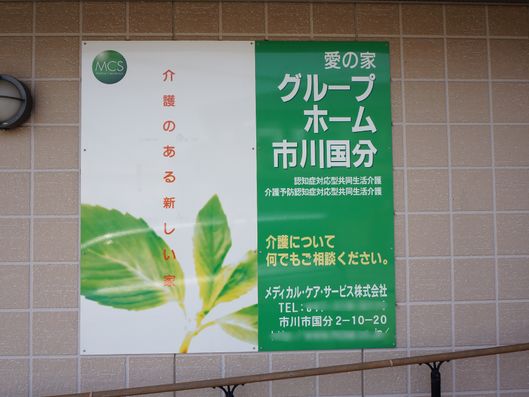 MCS
介護のある新しい家
愛の家
グループ
ホーム
市川国分
認知症対応型共同生活介護
介護予防認知症対応型共同生活介護
介護について
何でもご相談ください。
メディカル・ケア・サービス株式会社
TEL:
市川市国分2-10-20